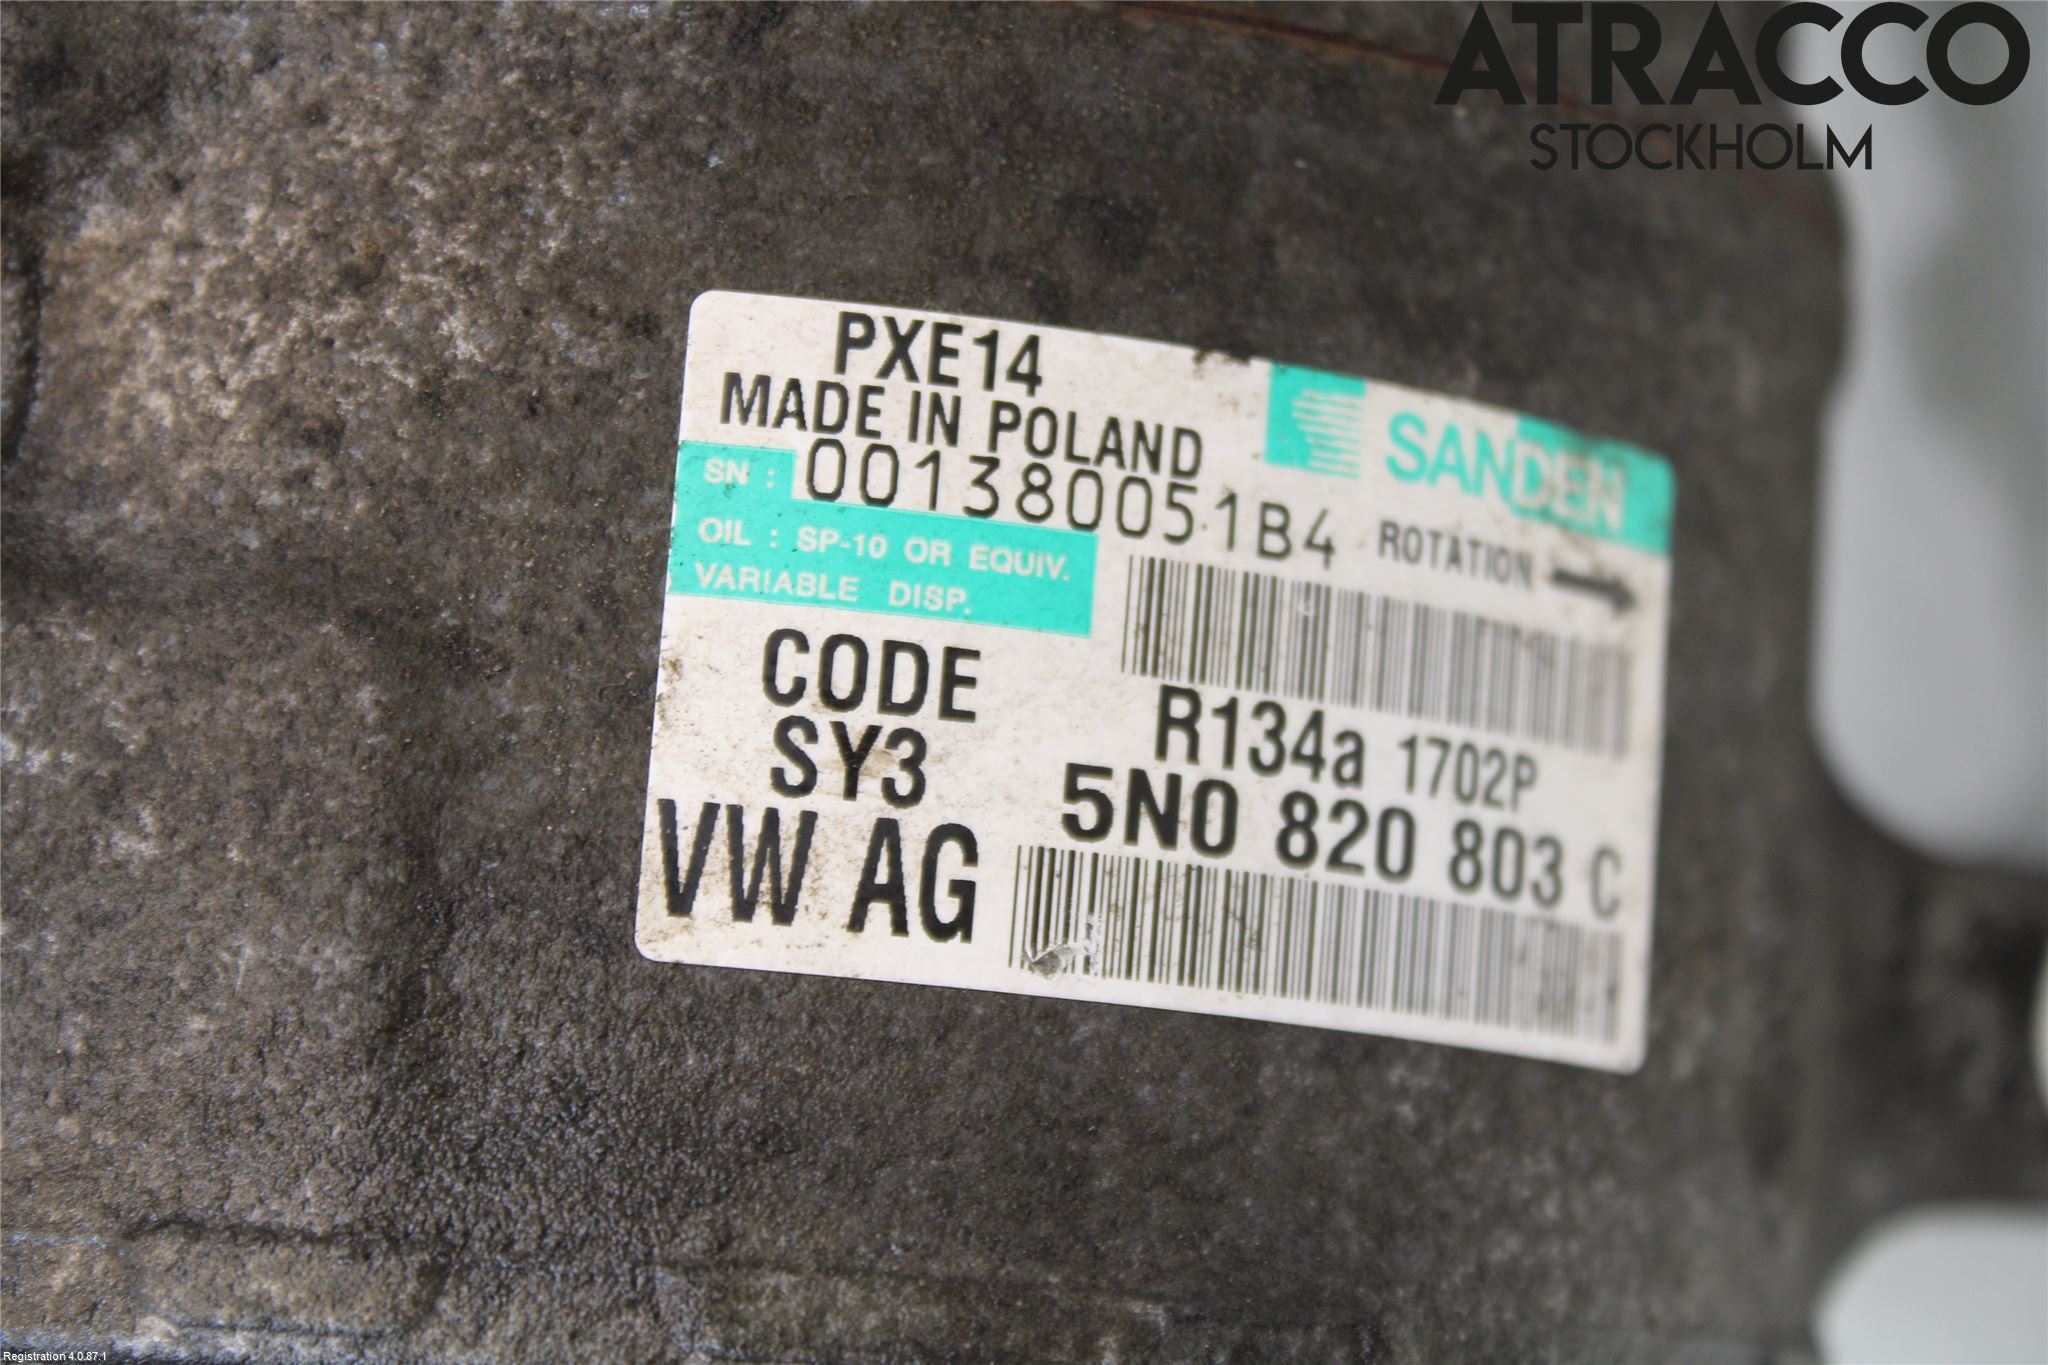 ATRACCO
STOCKHOLM
PXE14
MADE IN POLAND
SANDEN
SN : 001380051B4
ROTATION
OIL : SP-10 OR EQUIV.
VARIABLE DISP.
CODE
SY3
R134a 1702P
5N0 820 803 C
VW AG
Registration 4.0.87.1